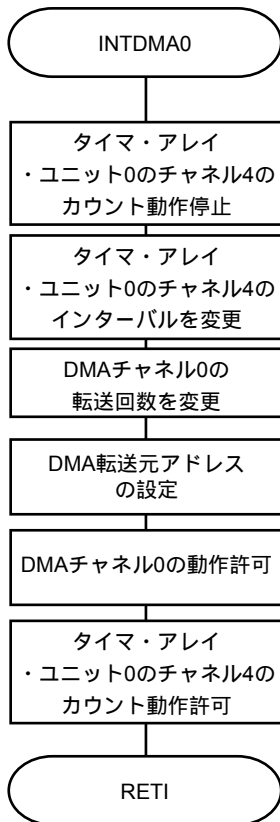 INTDMA0
タイマ・アレイ
・ユニット0のチャネル4の
カウント動作停止
タイマ・アレイ
・ユニット0のチャネル4の
インターバルを変更
DMAチャネル0の
転送回数を変更
DMA転送元アドレス
の設定
DMAチャネル0の動作許可
タイマ・アレイ
・ユニット0のチャネル4の
カウント動作許可
RETI